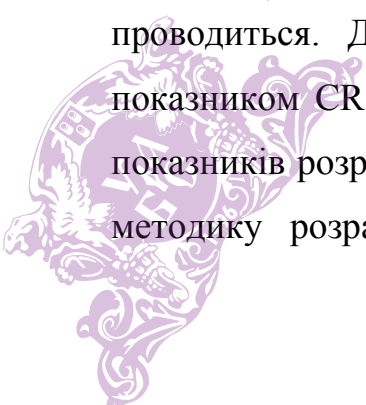 проводиться. Д
показником CR
показників розр
методику розра